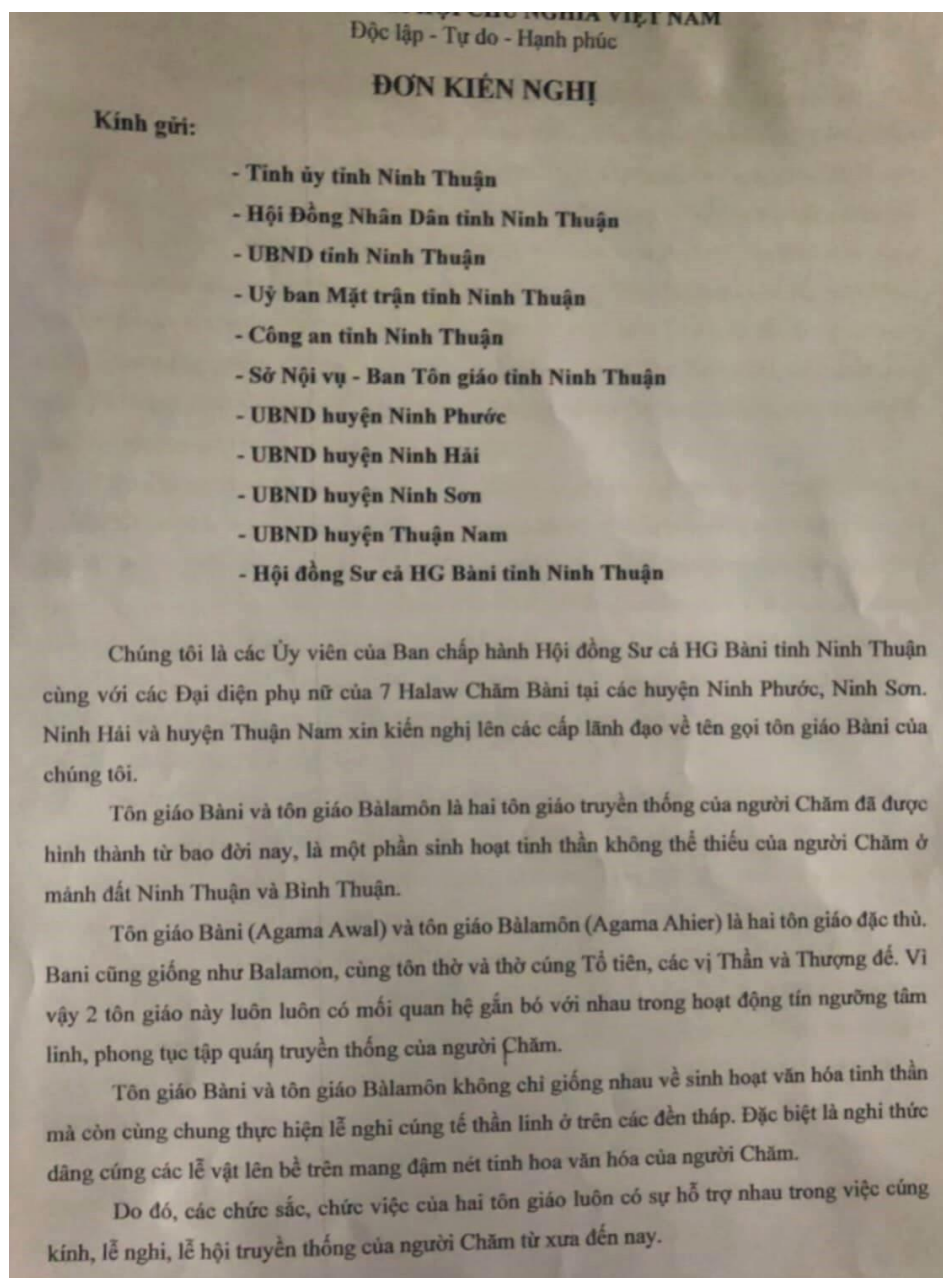 HỘI CHỦ NGHĨA VIỆT NAM
Độc lập - Tự do - Hạnh phúc
ĐƠN KIẾN NGHỊ
Kính gửi:
- Tỉnh ủy tỉnh Ninh Thuận
- Hội Đồng Nhân Dân tỉnh Ninh Thuận
- UBND tỉnh Ninh Thuận
- Uỷ ban Mặt trận tỉnh Ninh Thuận
- Công an tỉnh Ninh Thuận
- Sở Nội vụ - Ban Tôn giáo tỉnh Ninh Thuận
- UBND huyện Ninh Phước
- UBND huyện Ninh Hải
- UBND huyện Ninh Sơn
- UBND huyện Thuận Nam
- Hội đồng Sư cả HG Bàni tỉnh Ninh Thuận
Chúng tôi là các Ủy viên của Ban chấp hành Hội đồng Sư cả HG Bàni tỉnh Ninh Thuận
cùng với các Đại diện phụ nữ của 7 Halaw Chăm Bàni tại các huyện Ninh Phước, Ninh Sơn.
Ninh Hải và huyện Thuận Nam xin kiến nghị lên các cấp lãnh đạo về tên gọi tôn giáo Bàni của
chúng tôi.
Tôn giáo Bàni và tôn giáo Bàlamôn là hai tôn giáo truyền thống của người Chăm đã được
hình thành từ bao đời nay, là một phần sinh hoạt tinh thần không thể thiếu của người Chăm ở
mảnh đất Ninh Thuận và Bình Thuận.
Tôn giáo Bàni (Agama Awal) và tôn giáo Bàlamôn (Agama Ahier) là hai tôn giáo đặc thù.
Bani cũng giống như Balamon, cùng tôn thờ và thờ cúng Tổ tiên, các vị Thần và Thượng đế. Vì
vậy 2 tôn giáo này luôn luôn có mối quan hệ gắn bó với nhau trong hoạt động tín ngưỡng tâm
linh, phong tục tập quán truyền thống của người Chăm.
Tôn giáo Bàni và tôn giáo Bàlamôn không chỉ giống nhau về sinh hoạt văn hóa tinh thần
mà còn cùng chung thực hiện lễ nghi cúng tế thần linh ở trên các đền tháp. Đặc biệt là nghi thức
dâng cúng các lễ vật lên bề trên mang đậm nét tinh hoa văn hóa của người Chăm.
Do đó, các chức sắc, chức việc của hai tôn giáo luôn có sự hỗ trợ nhau trong việc cúng
kính, lễ nghi, lễ hội truyền thống của người Chăm từ xưa đến nay.